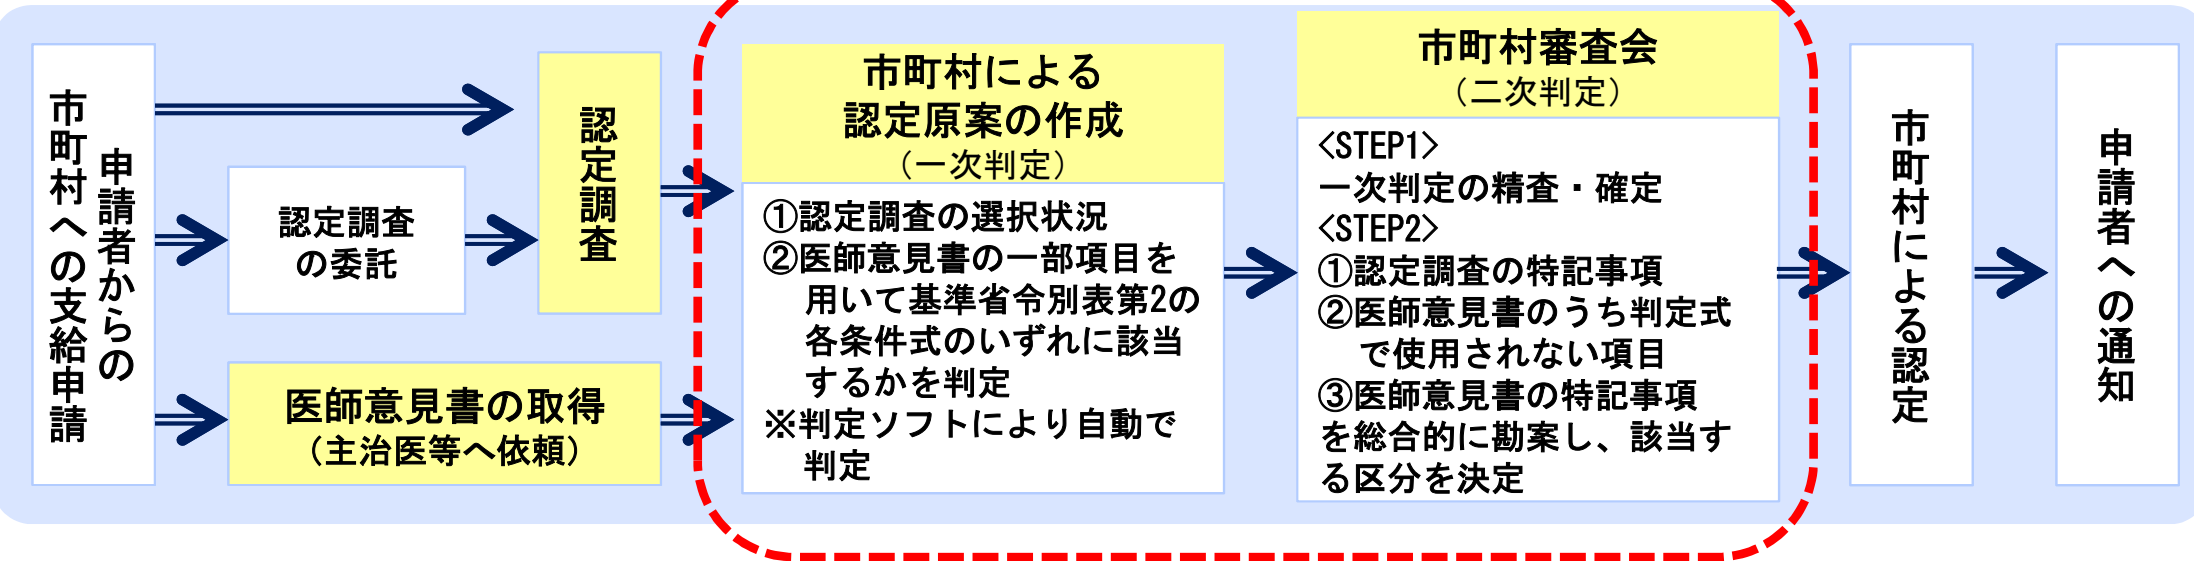 申請者からの
市町村への支給申請
認定調査
の委託
認定調査
医師意見書の取得
（主治医等へ依頼）
市町村による
認定原案の作成
（一次判定）
①認定調査の選択状況
②医師意見書の一部項目を
用いて基準省令別表第2の
各条件式のいずれに該当
するかを判定
※判定ソフトにより自動で
判定
市町村審査会
（二次判定）
<STEP1>
一次判定の精査・確定
<STEP2>
①認定調査の特記事項
②医師意見書のうち判定式
で使用されない項目
③医師意見書の特記事項
を総合的に勘案し、該当す
る区分を決定
市町村による認定
申請者への通知